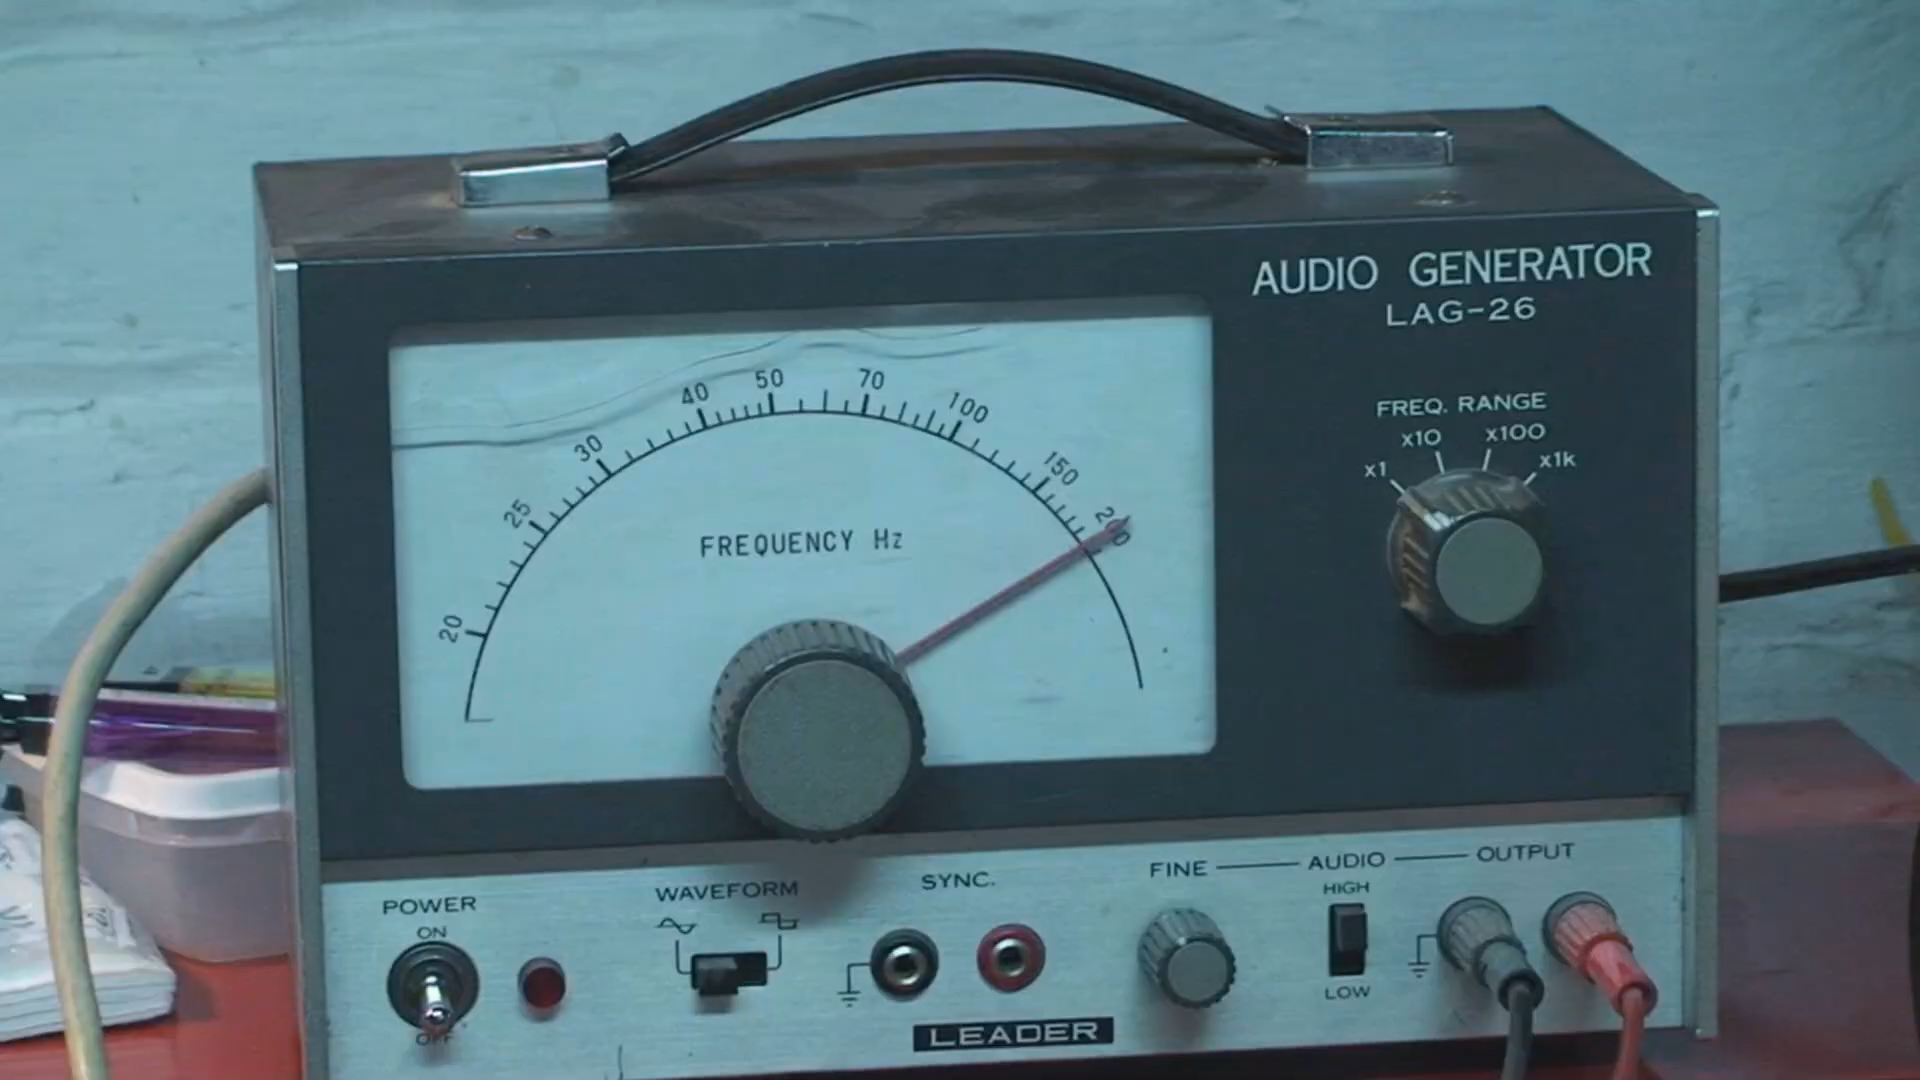 AUDIO GENERATOR
LAG-26
FREQ. RANGE
x1 x10 x100 x1k
20 25 30 40 50 70 100 150 200
FREQUENCY Hz
POWER
ON
OFF
WAVEFORM
SYNC.
FINE AUDIO OUTPUT
HIGH
LOW
LEADER